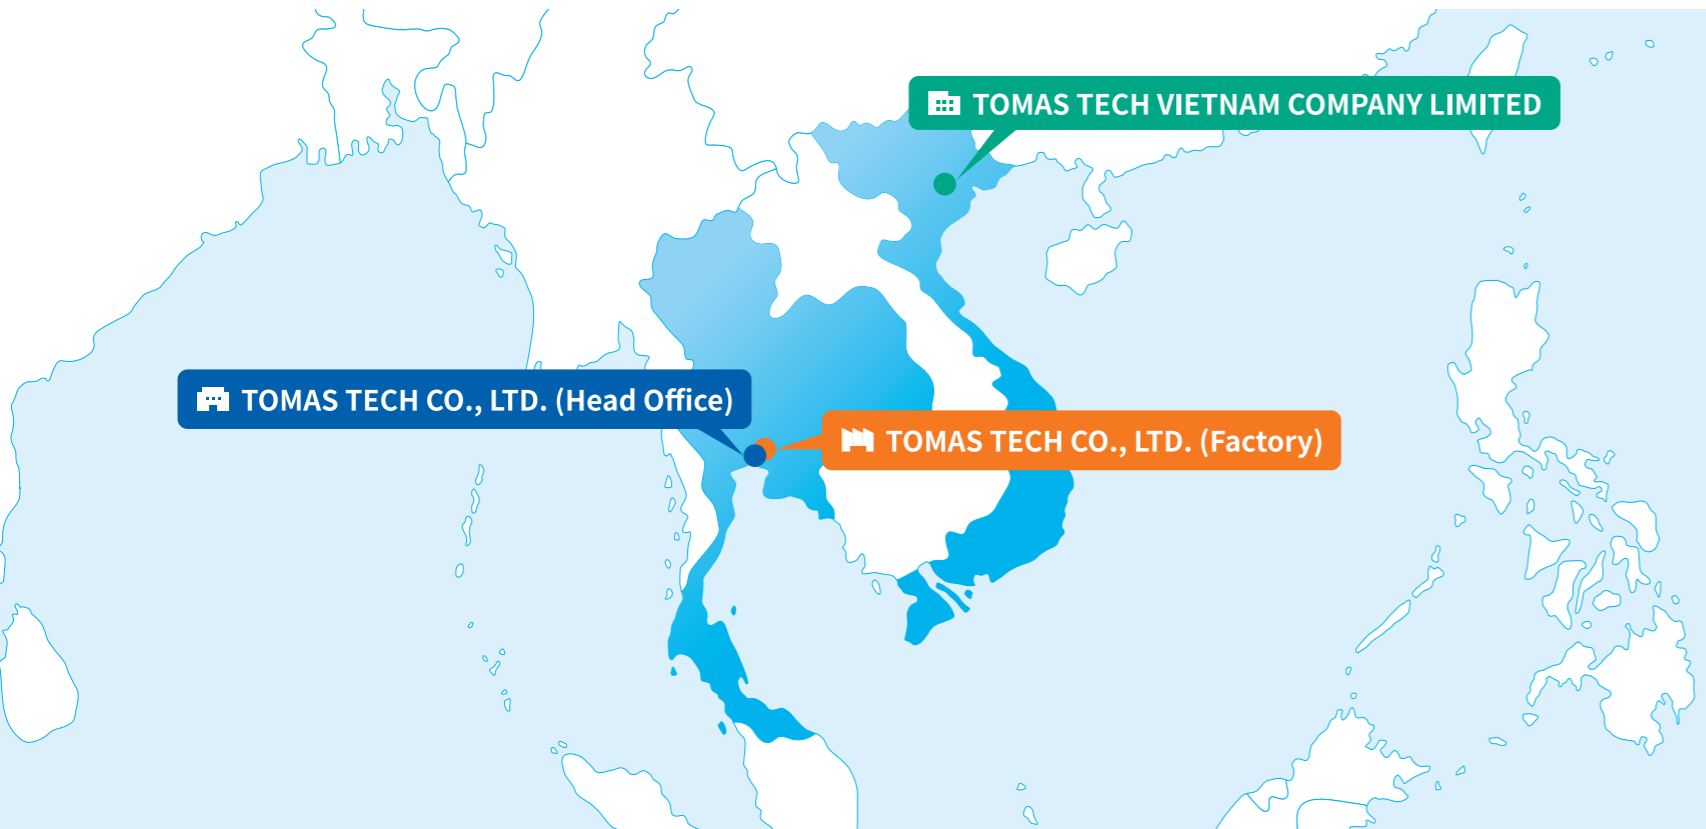 TOMAS TECH VIETNAM COMPANY LIMITED
TOMAS TECH CO., LTD. (Head Office)
TOMAS TECH CO., LTD. (Factory)